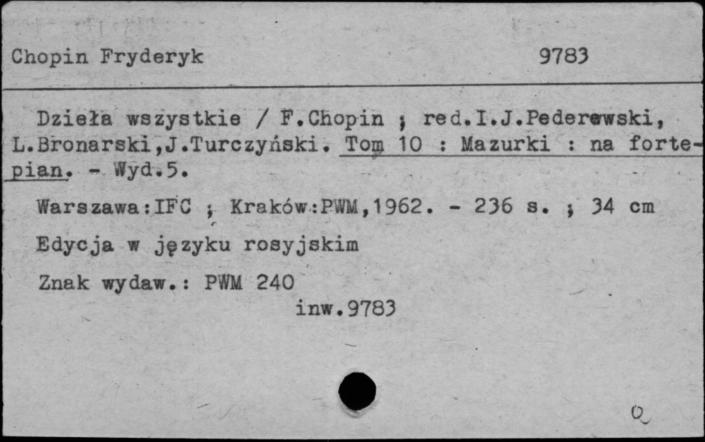 Chopin Fryderyk 9783
Dzieła wszystkie / F.Chopin ; red.I.J.Pederewski,
L.Bronarski,J.Turczyński. Tom 10 : Mazurki : na forte-
pian. - Wyd.5.
Warszawa:IFC ; Kraków:PWM,1962. - 236 s. ; 34 cm
Edycja w języku rosyjskim
Znak wydaw.: PWM 240
inw.9783